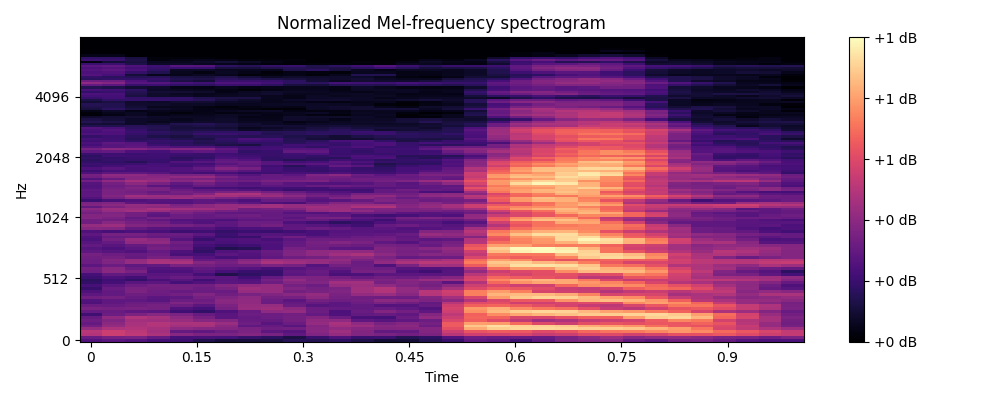 Normalized Mel-frequency spectrogram
+1 dB
4096
+1 dB
2048
+1 dB
Hz
1024
+0 dB
512
+0 dB
0
+0 dB
0 0.15 0.3 0.45 0.6 0.75 0.9
Time